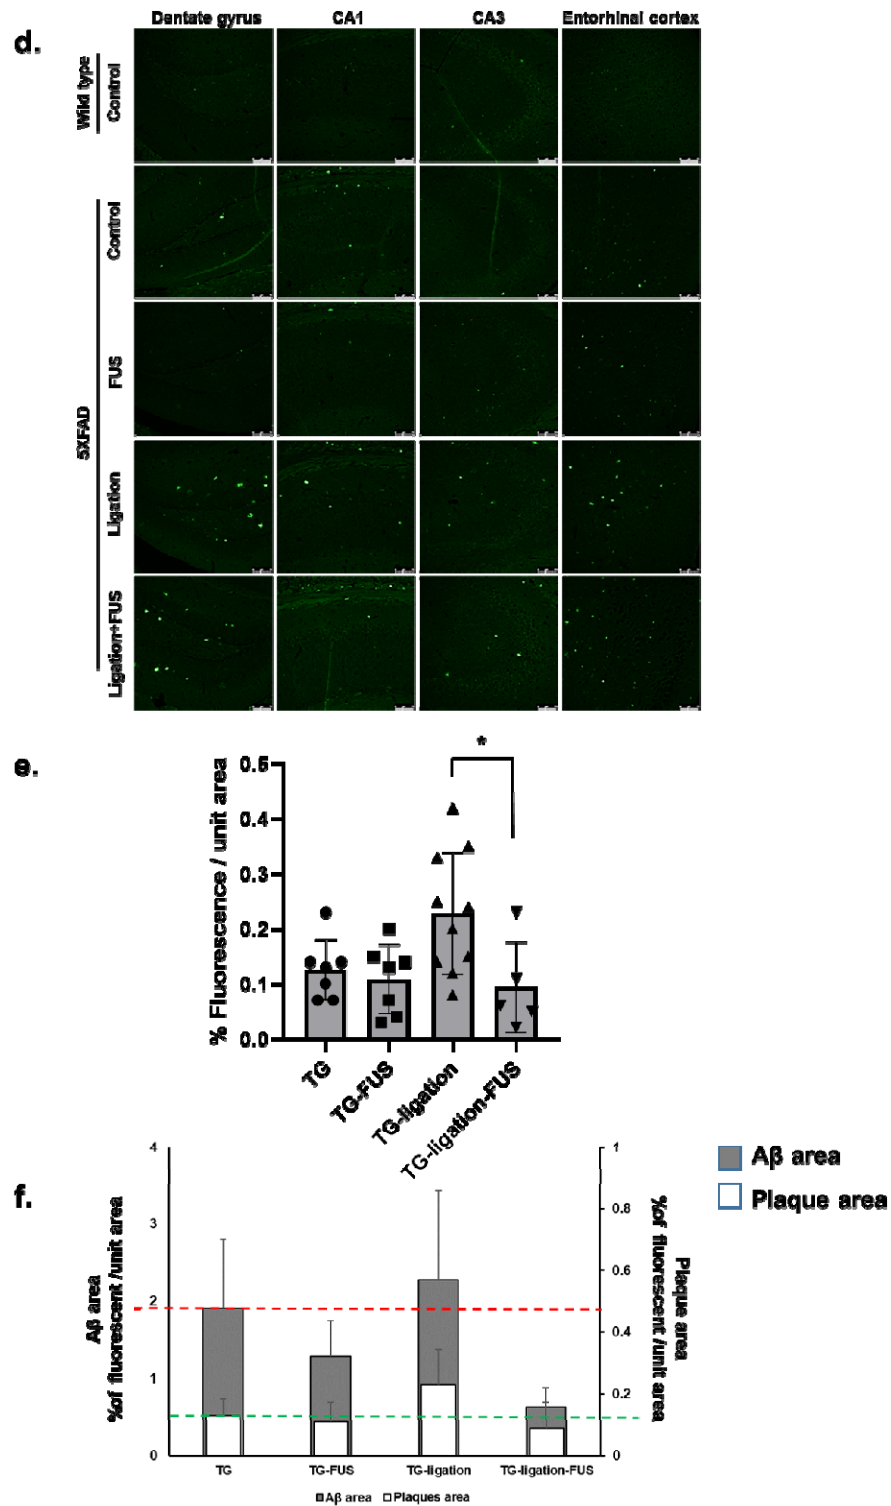 d.
Dentate gyrus CA1 CA3 Entorhinal cortex
Wild type
Control
5XFAD
Control
FUS
Ligation
Ligation+FUS
e.
*
% Fluorescence / unit area
0.5
0.4
0.3
0.2
0.1
0.0
TG
TG-FUS
TG-ligation
TG-ligation-FUS
f.
Aβ area
%of fluorescent /unit area
4
3
2
1
0
1
0.8
0.6
0.4
0.2
0
Plaque area
%of fluorescent /unit area
Aβ area
Plaque area
TG TG-FUS TG-ligation TG-ligation-FUS
Aβ area Plaques area